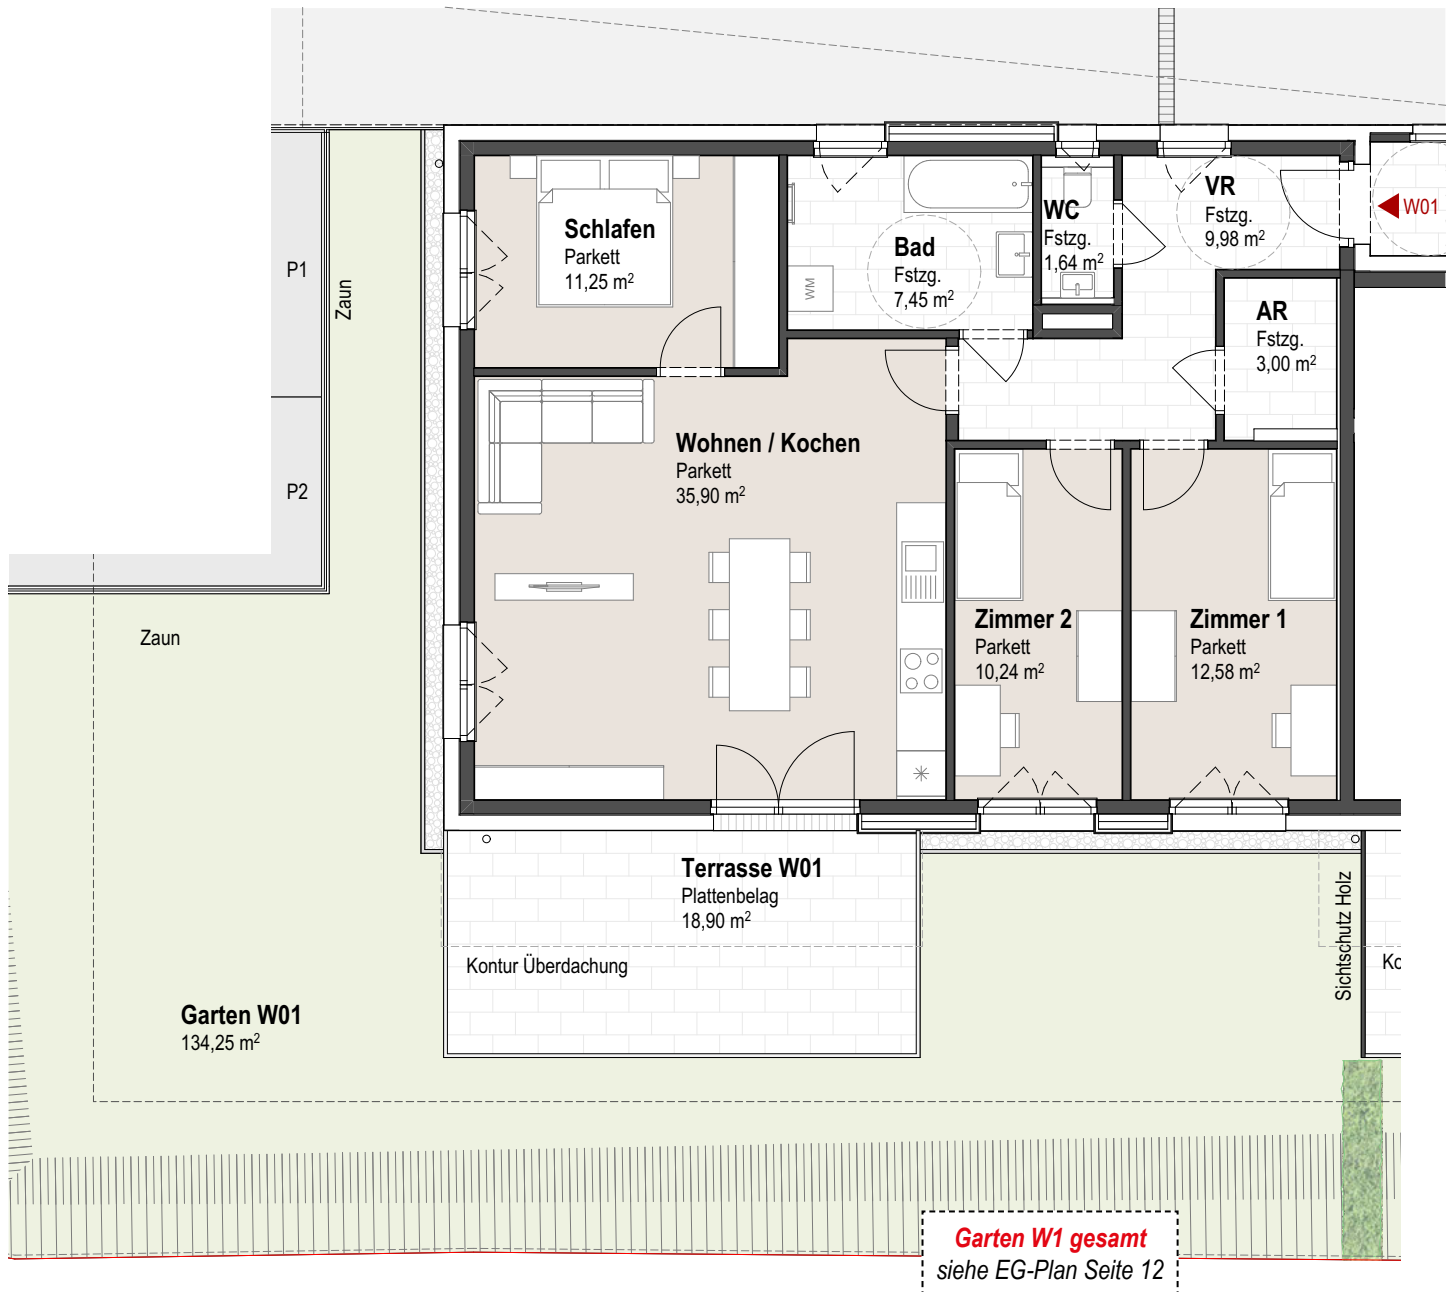 Schlafen
Parkett
11,25 m²
Bad
Fstzg.
7,45 m²
WM
WC
Fstzg.
1,64 m²
VR
Fstzg.
9,98 m²
W01
AR
Fstzg.
3,00 m²
P1
P2
Zaun
Zaun
Wohnen / Kochen
Parkett
35,90 m²
Zimmer 2
Parkett
10,24 m²
Zimmer 1
Parkett
12,58 m²
Terrasse W01
Plattenbelag
18,90 m²
Kontur Überdachung
Sichtschutz Holz
Ko
Garten W01
134,25 m²
Garten W1 gesamt
siehe EG-Plan Seite 12